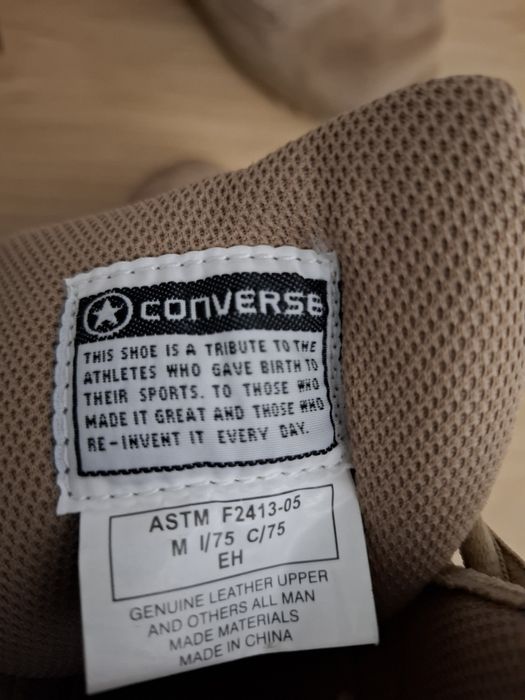 CONVERSE
THIS SHOE IS A TRIBUTE TO THE
ATHLETES WHO GAVE BIRTH TO
THEIR SPORTS. TO THOSE WHO
MADE IT GREAT AND THOSE WHO
RE-INVENT IT EVERY DAY.
ASTM F2413-05
M I/75 C/75
EH
GENUINE LEATHER UPPER
AND OTHERS ALL MAN
MADE MATERIALS
MADE IN CHINA